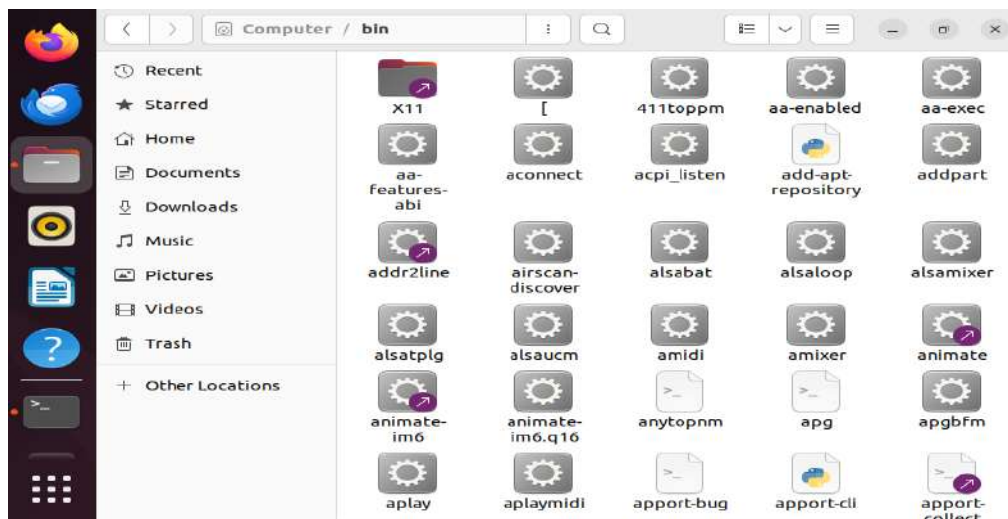 Computer / bin
Recent
Starred
Home
Documents
Downloads
Music
Pictures
Videos
Trash
+ Other Locations
X11
[
411toppm
aa-enabled
aa-exec
aa-
features-
abi
aconnect
acpi_listen
add-apt-
repository
addpart
addr2line
airscan-
discover
alsabat
alsaloop
alsamixer
alsatplg
alsaucm
amidi
amixer
animate
animate-
im6
animate-
im6.q16
anytopnm
apg
apgbfm
aplay
aplaymidi
apport-bug
apport-cli
apport-
collect